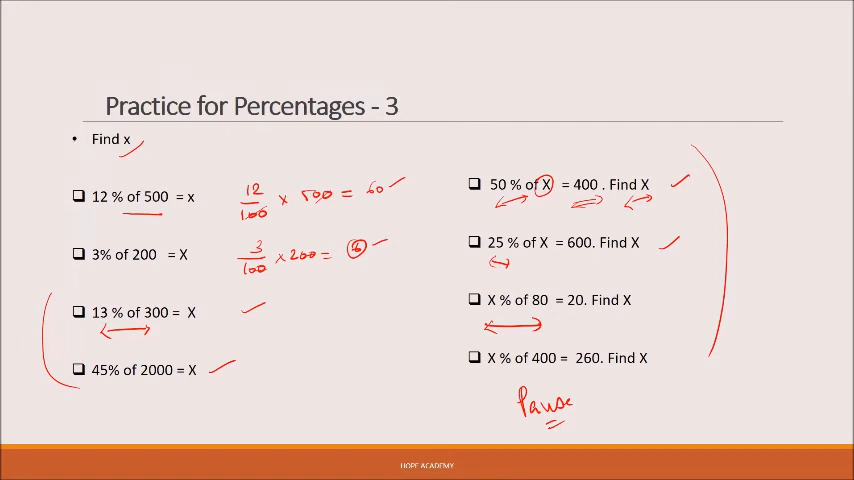 Practice for Percentages - 3
• Find x
12 % of 500 = x
12/100 × 500 = 60
3% of 200 = X
3/100 × 200 = 6
13 % of 300 = X
45% of 2000 = X
50 % of X = 400 . Find X
25 % of X = 600. Find X
X % of 80 = 20. Find X
X % of 400 = 260. Find X
Pause
HOPE ACADEMY